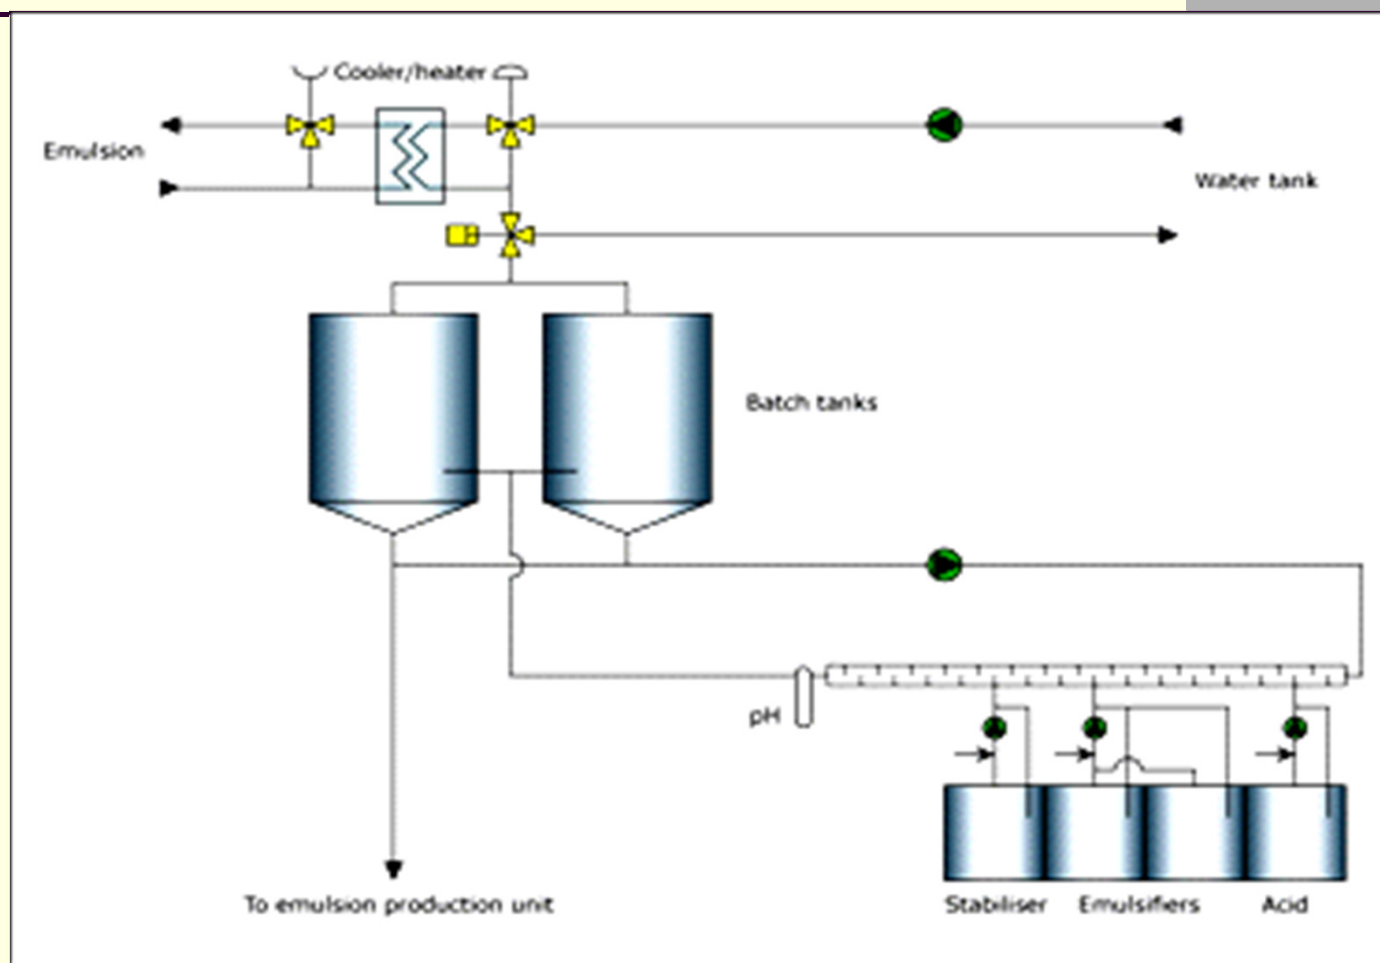 Cooler/heater
Emulsion
Water tank
Batch tanks
pH
Stabiliser Emulsifiers Acid
To emulsion production unit